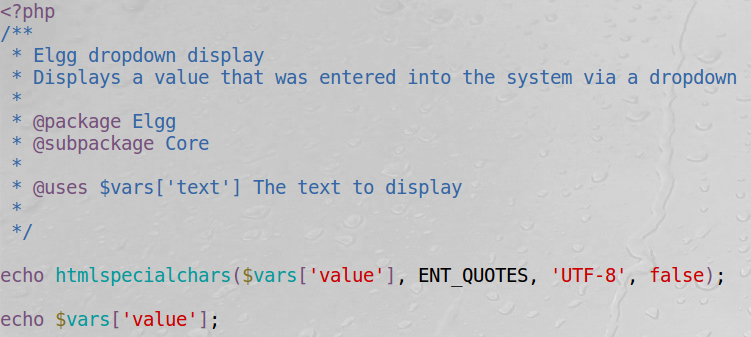 <?php
/**
 * Elgg dropdown display
 * Displays a value that was entered into the system via a dropdown
 *
 * @package Elgg
 * @subpackage Core
 *
 * @uses $vars['text'] The text to display
 *
 */
echo htmlspecialchars($vars['value'], ENT_QUOTES, 'UTF-8', false);
echo $vars['value'];